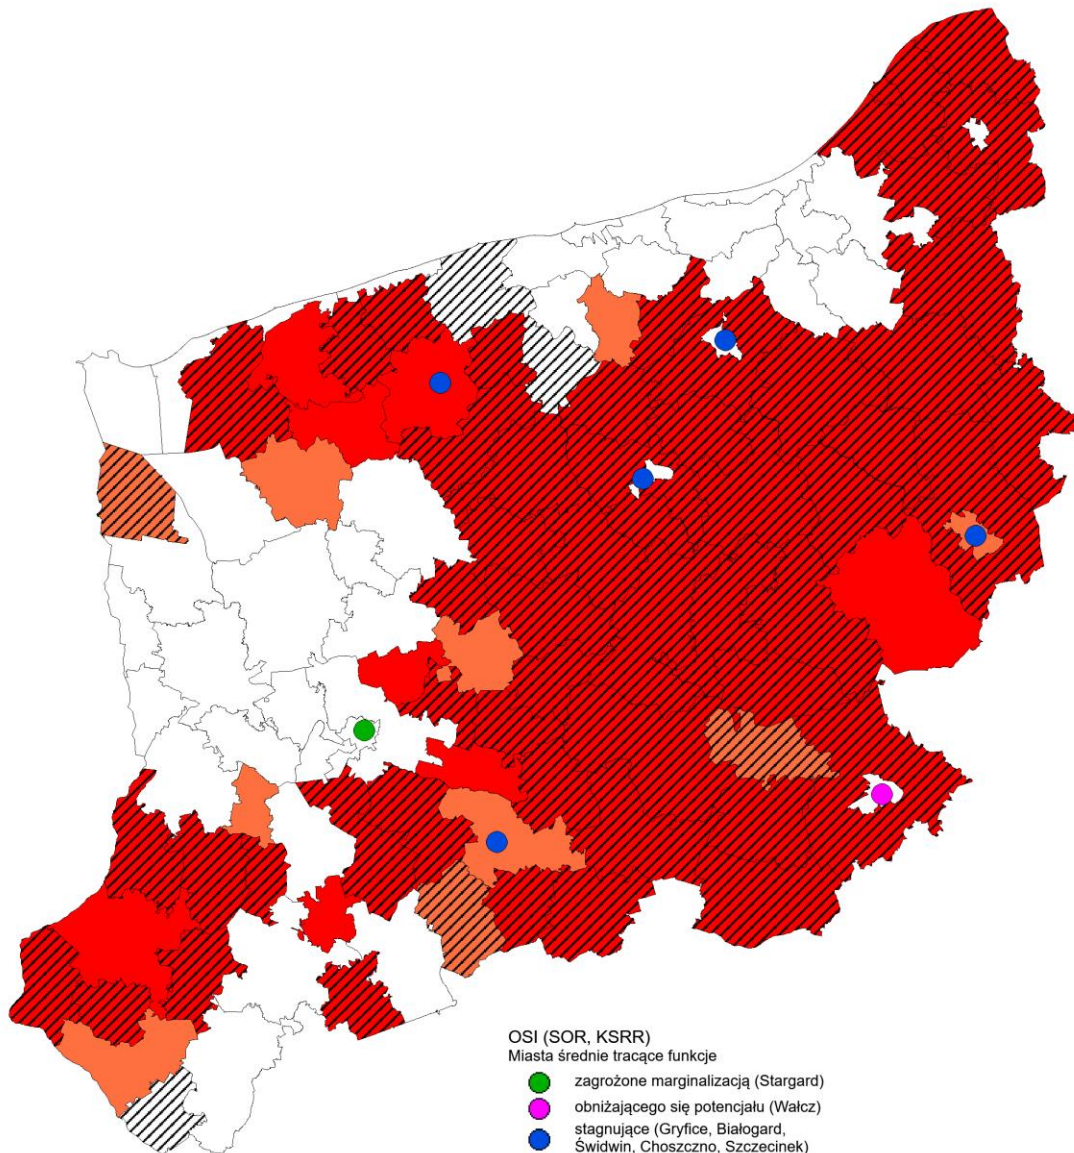 OSI (SOR, KSRR)
Miasta średnie tracące funkcje
zagrożone marginalizacją (Stargard)
obniżającego się potencjału (Wałcz)
stagnujące (Gryfice, Białogard,
Świdwin, Choszczno, Szczecinek)